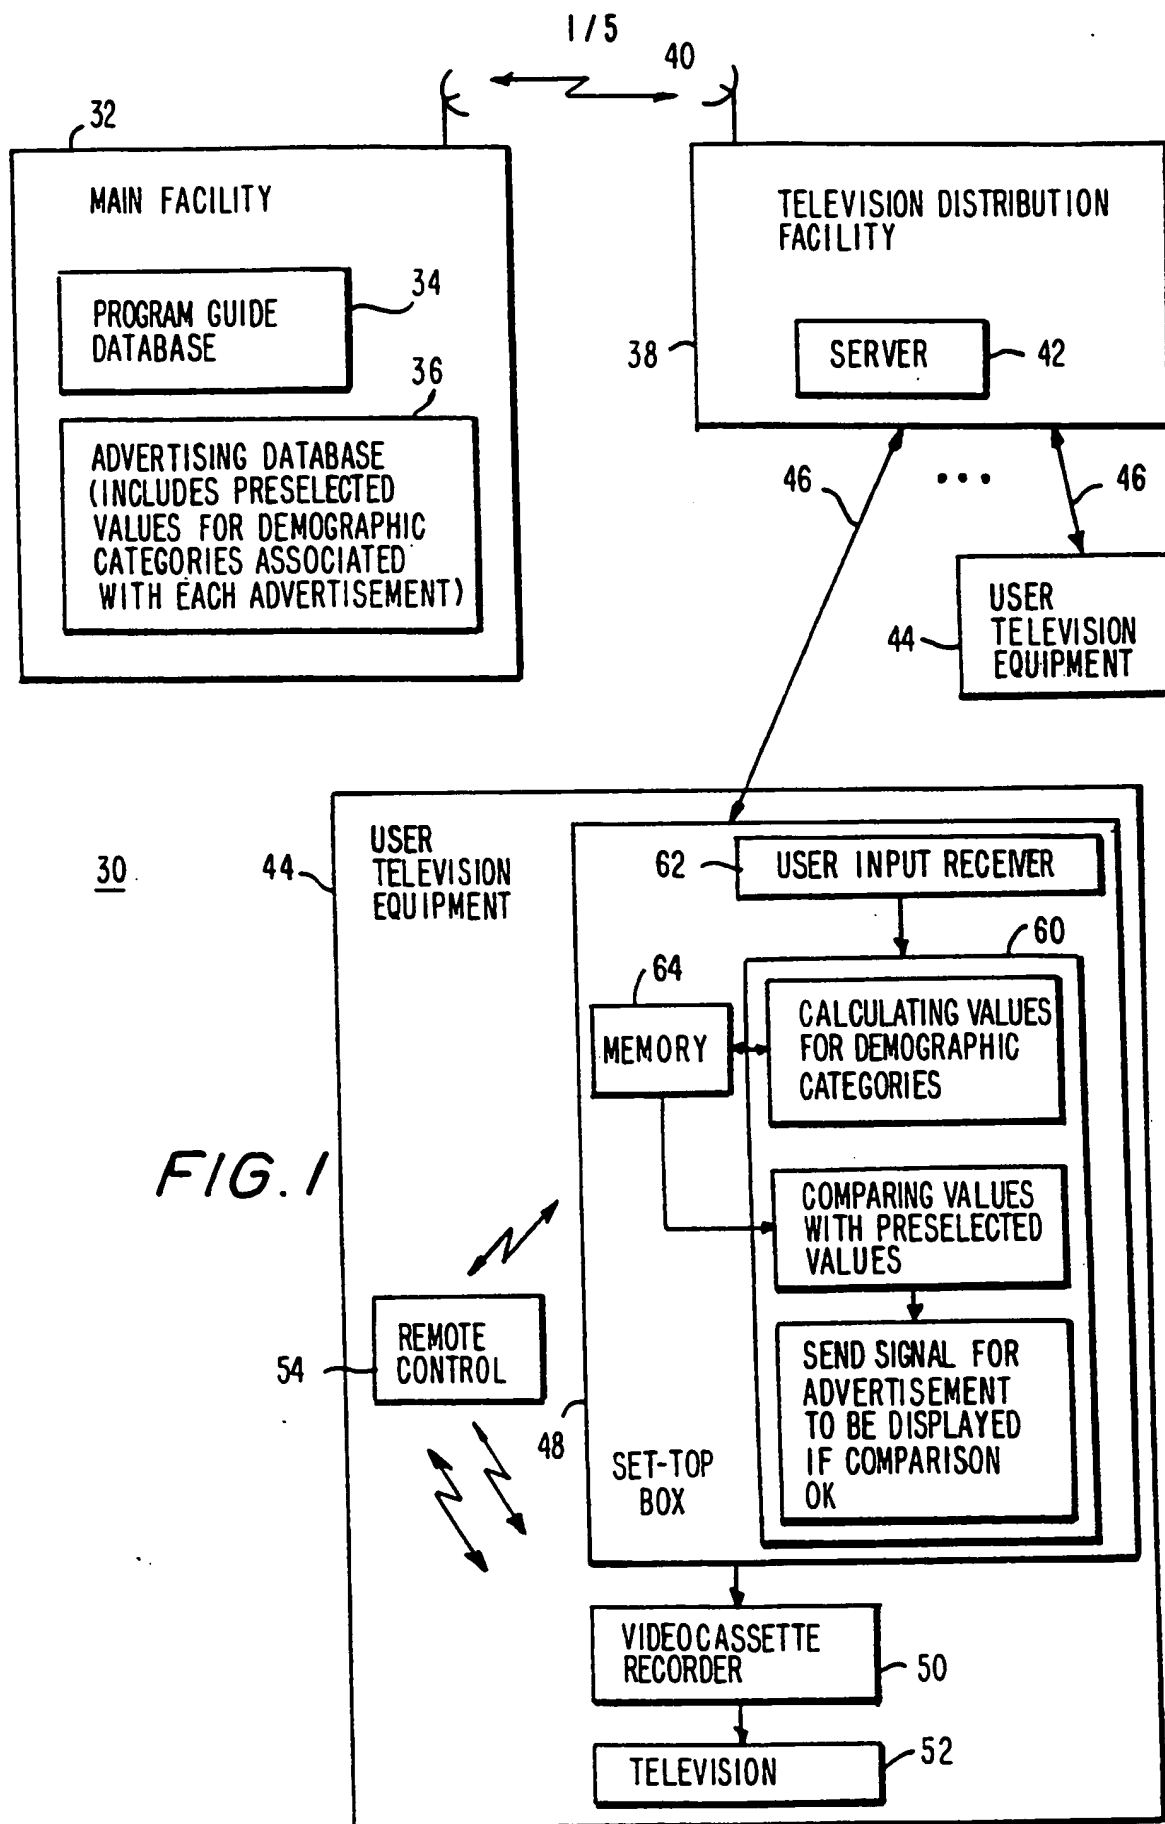 1/5
40
32
MAIN FACILITY
34
PROGRAM GUIDE
DATABASE
36
ADVERTISING DATABASE
(INCLUDES PRESELECTED
VALUES FOR DEMOGRAPHIC
CATEGORIES ASSOCIATED
WITH EACH ADVERTISEMENT)
TELEVISION DISTRIBUTION
FACILITY
38
SERVER
42
46
...
46
44
USER
TELEVISION
EQUIPMENT
30
44
USER
TELEVISION
EQUIPMENT
62
USER INPUT RECEIVER
60
64
MEMORY
CALCULATING VALUES
FOR DEMOGRAPHIC
CATEGORIES
FIG. 1
COMPARING VALUES
WITH PRESELECTED
VALUES
54
REMOTE
CONTROL
SEND SIGNAL FOR
ADVERTISEMENT
TO BE DISPLAYED
IF COMPARISON
OK
48
SET-TOP
BOX
VIDEOCASSETTE
RECORDER
50
TELEVISION
52